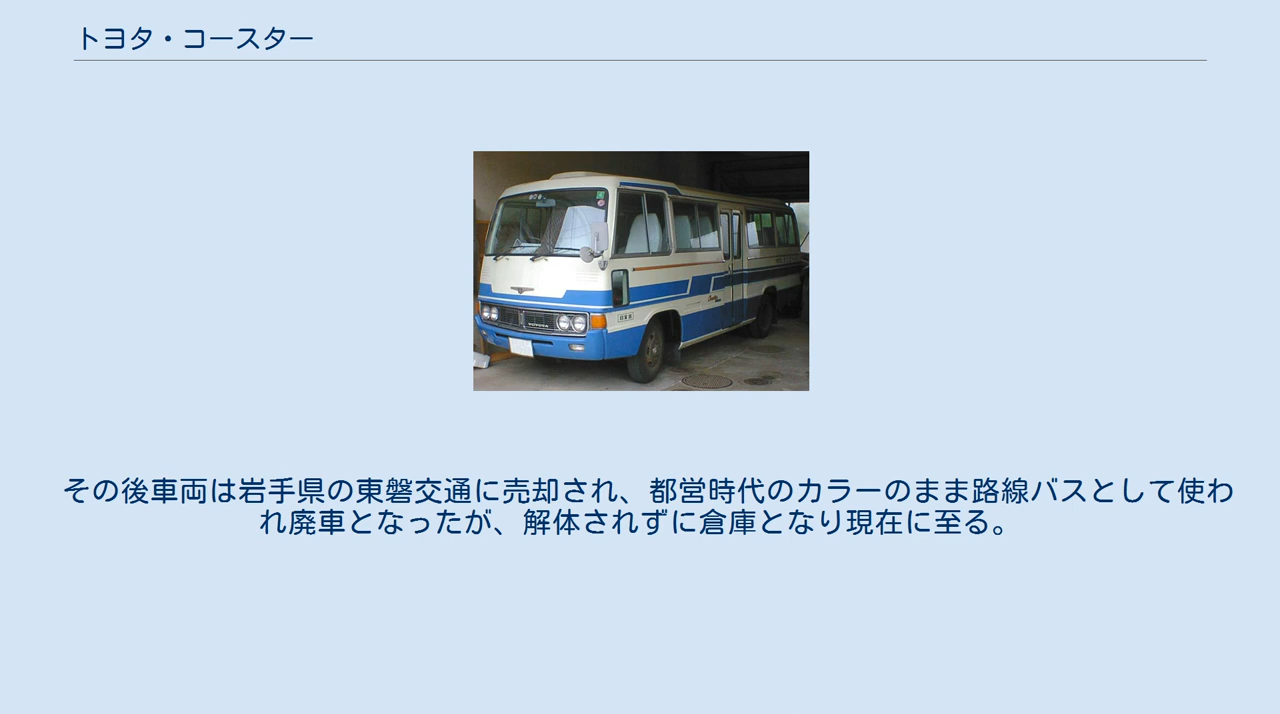 トヨタ・コースター
その後車両は岩手県の東磐交通に売却され、都営時代のカラーのまま路線バスとして使わ
れ廃車となったが、解体されずに倉庫となり現在に至る。